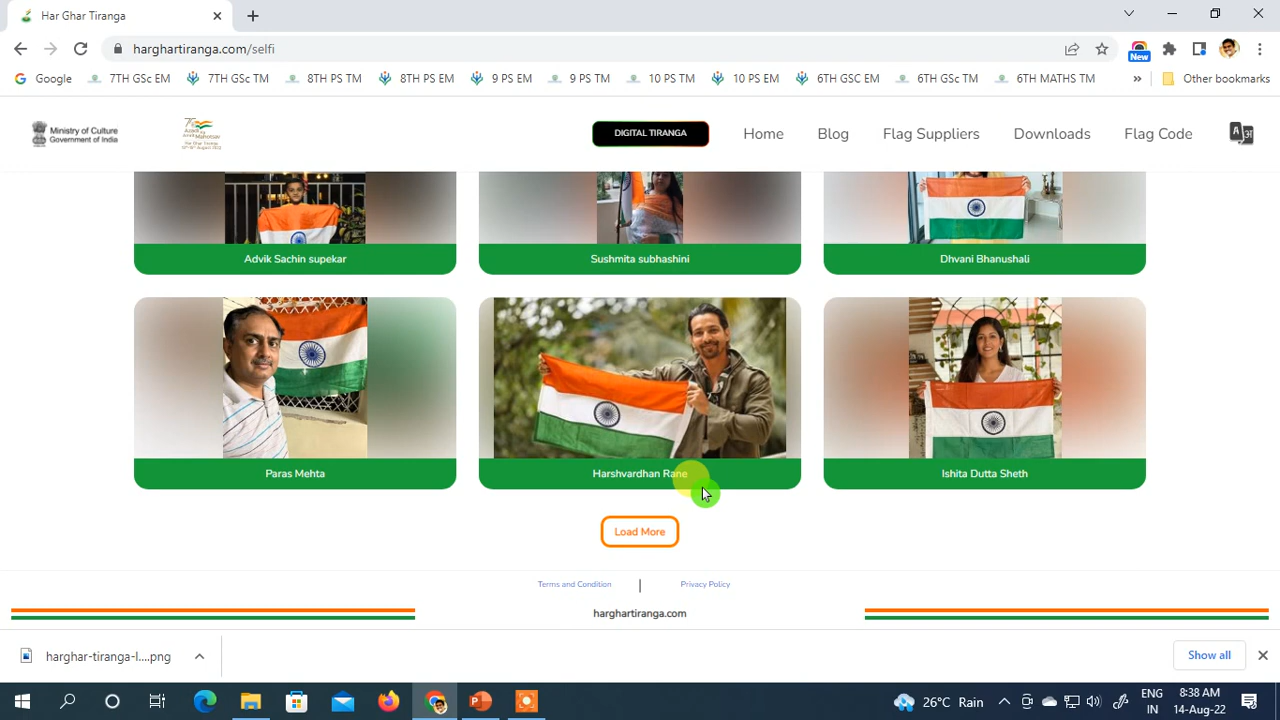 Har Ghar Tiranga
harghartiranga.com/selfi
New
Google
7TH GSc EM
7TH GSc TM
8TH PS TM
8TH PS EM
9 PS EM
9 PS TM
10 PS TM
10 PS EM
6TH GSC EM
6TH GSc TM
6TH MATHS TM
Other bookmarks
Ministry of Culture
Government of India
DIGITAL TIRANGA
Home
Blog
Flag Suppliers
Downloads
Flag Code
Advik Sachin supekar
Sushmita subhashini
Dhvani Bhanushali
Paras Mehta
Harshvardhan Rane
Ishita Dutta Sheth
Load More
Terms and Condition | Privacy Policy
harghartiranga.com
harghar-tiranga-l....png
Show all
26°C Rain
ENG
IN
8:38 AM
14-Aug-22